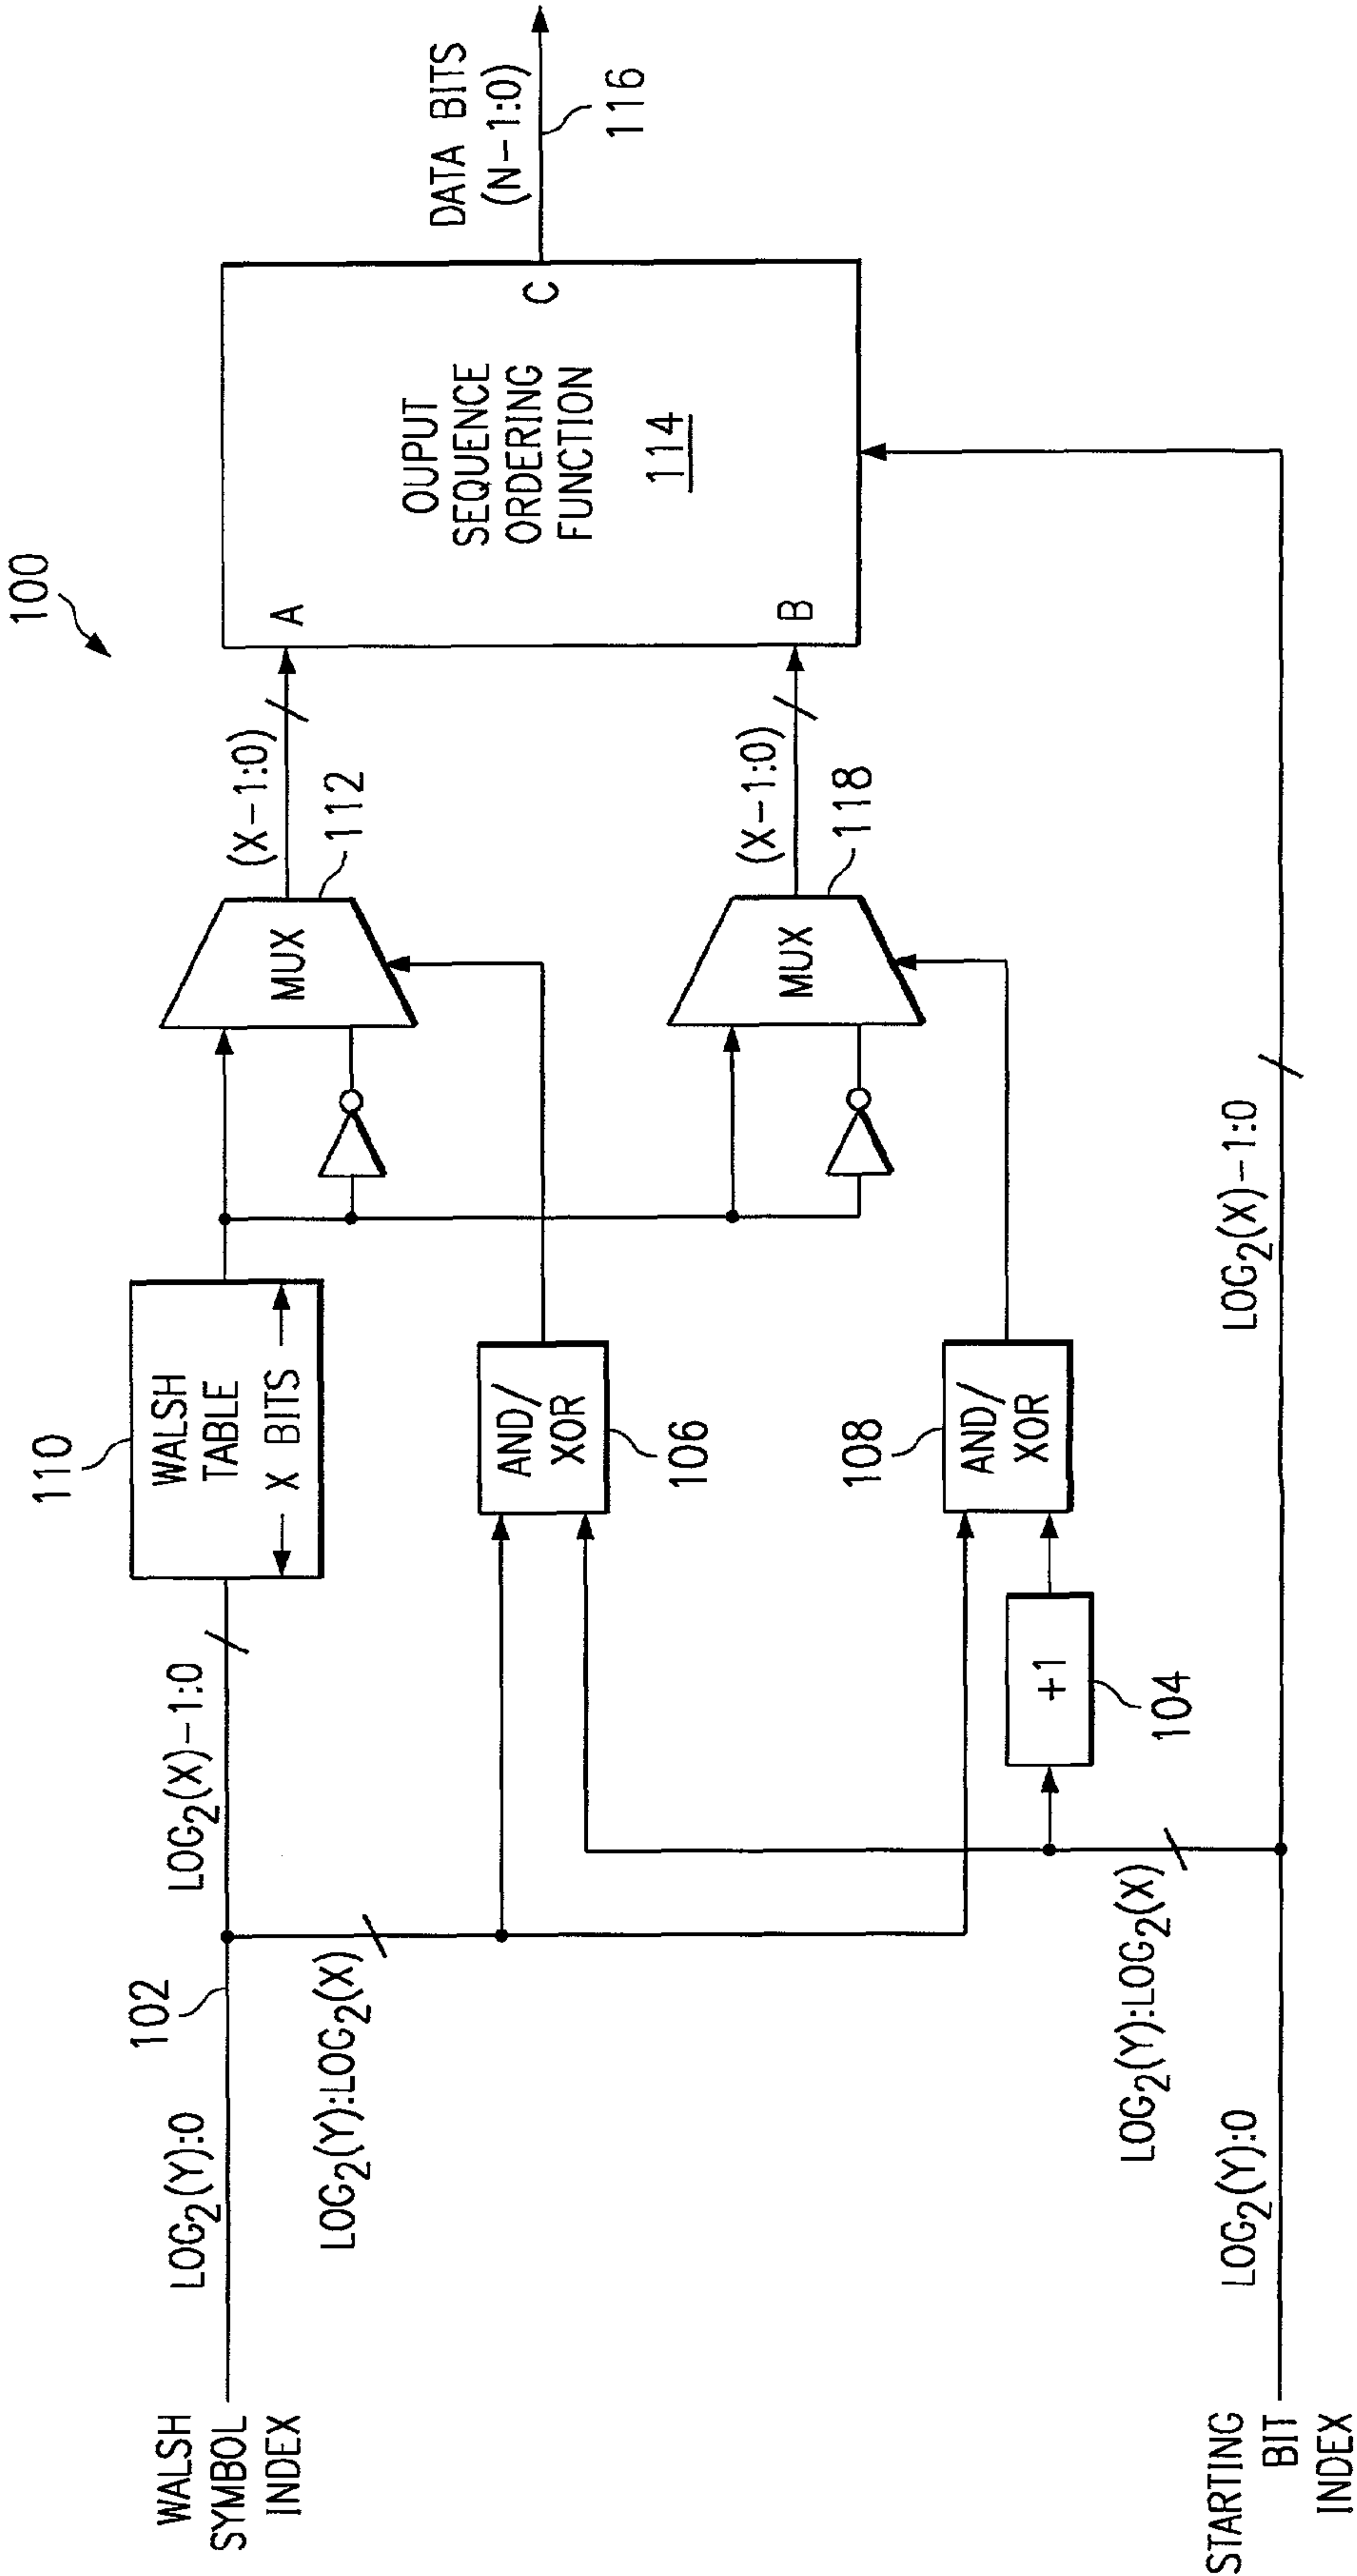 100
WALSH
SYMBOL
INDEX
LOG2(Y):0
102
LOG2(X)-1:0
LOG2(Y):LOG2(X)
110
WALSH
TABLE
X BITS
AND/
XOR
106
MUX
(X-1:0)
112
A
OUPUT
SEQUENCE
ORDERING
FUNCTION
114
C
DATA BITS
(N-1:0)
116
B
(X-1:0)
MUX
118
AND/
XOR
108
+1
104
LOG2(Y):LOG2(X)
STARTING
BIT
INDEX
LOG2(Y):0
LOG2(X)-1:0